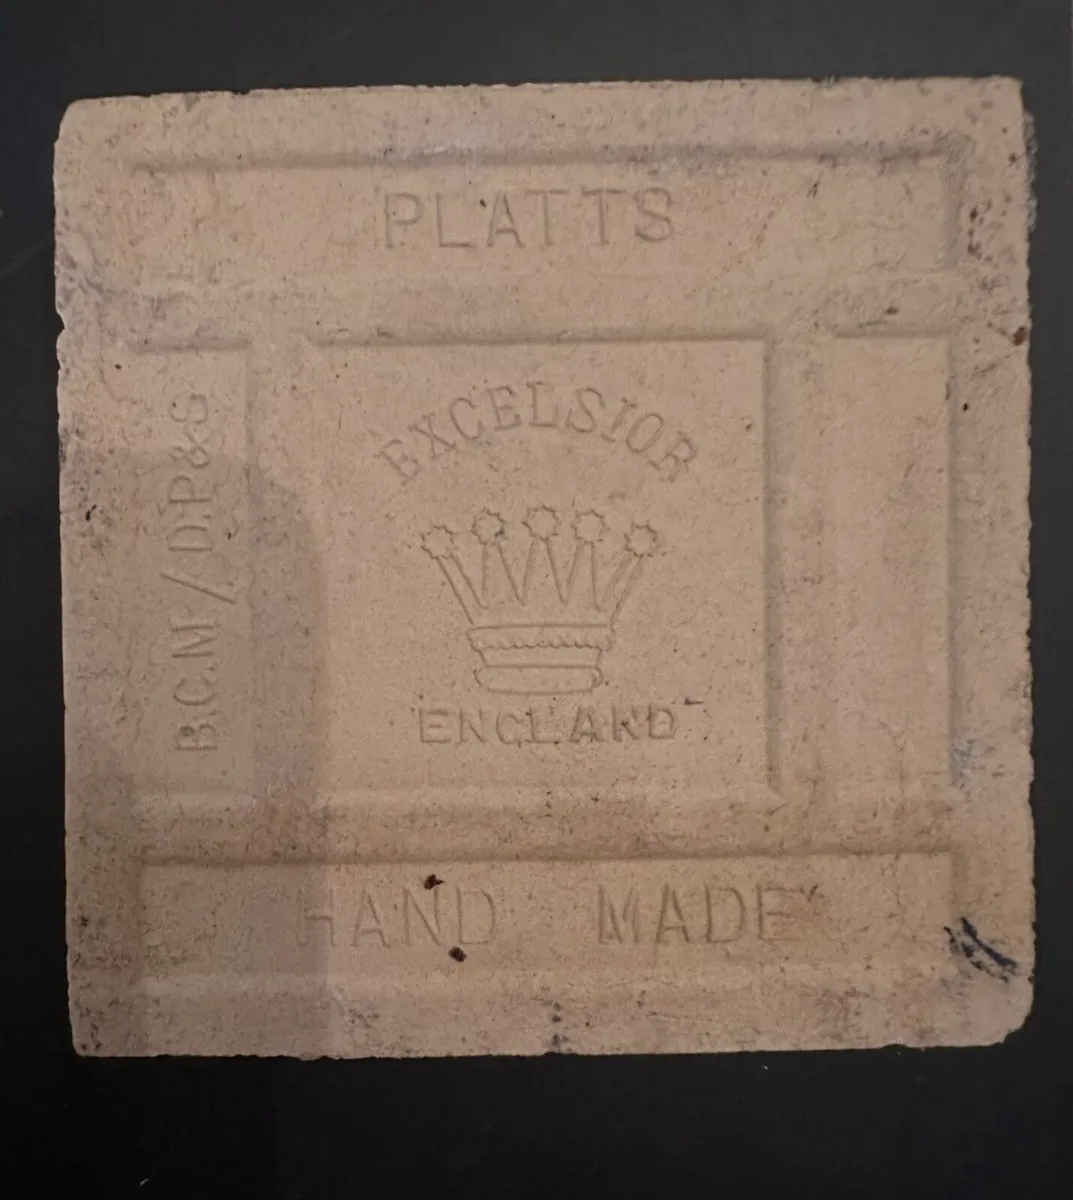 PLATTS
B.C.M/D.P&S
EXCELSIOR
ENGLAND
HAND MADE